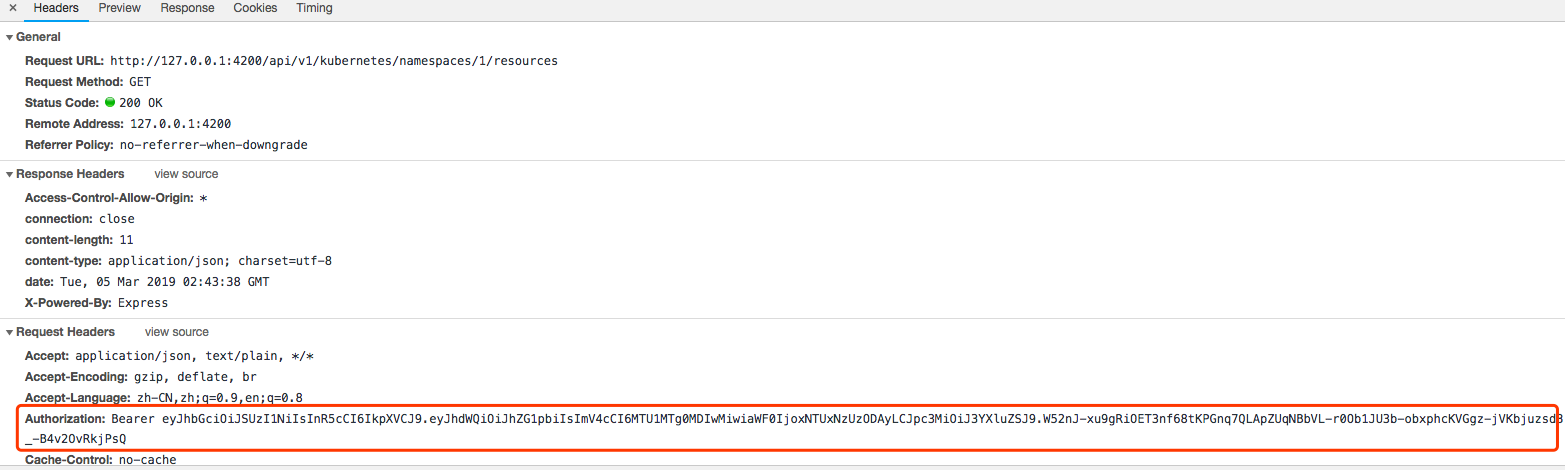 × Headers Preview Response Cookies Timing
General
Request URL: http://127.0.0.1:4200/api/v1/kubernetes/namespaces/1/resources
Request Method: GET
Status Code: 200 OK
Remote Address: 127.0.0.1:4200
Referrer Policy: no-referrer-when-downgrade
Response Headers view source
Access-Control-Allow-Origin: *
connection: close
content-length: 11
content-type: application/json; charset=utf-8
date: Tue, 05 Mar 2019 02:43:38 GMT
X-Powered-By: Express
Request Headers view source
Accept: application/json, text/plain, */*
Accept-Encoding: gzip, deflate, br
Accept-Language: zh-CN,zh;q=0.9,en;q=0.8
Authorization: Bearer eyJhbGciOiJSUzI1NiIsInR5cCI6IkpXVCJ9.eyJhdWQiOiJhZG1pbiIsImV4cCI6MTU1MTg0MDIwMiwiaWF0IjoxNTUxNzUzODAyLCJpc3MiOiJ3YXluZSJ9.W52nJ-xu9gRiOET3nf68tKPGnq7QLApZUqNBbVL-r0Ob1JU3b-obxphcKVGgz-jVKbjuzsd8
_-B4v2OvRkjPsQ
Cache-Control: no-cache